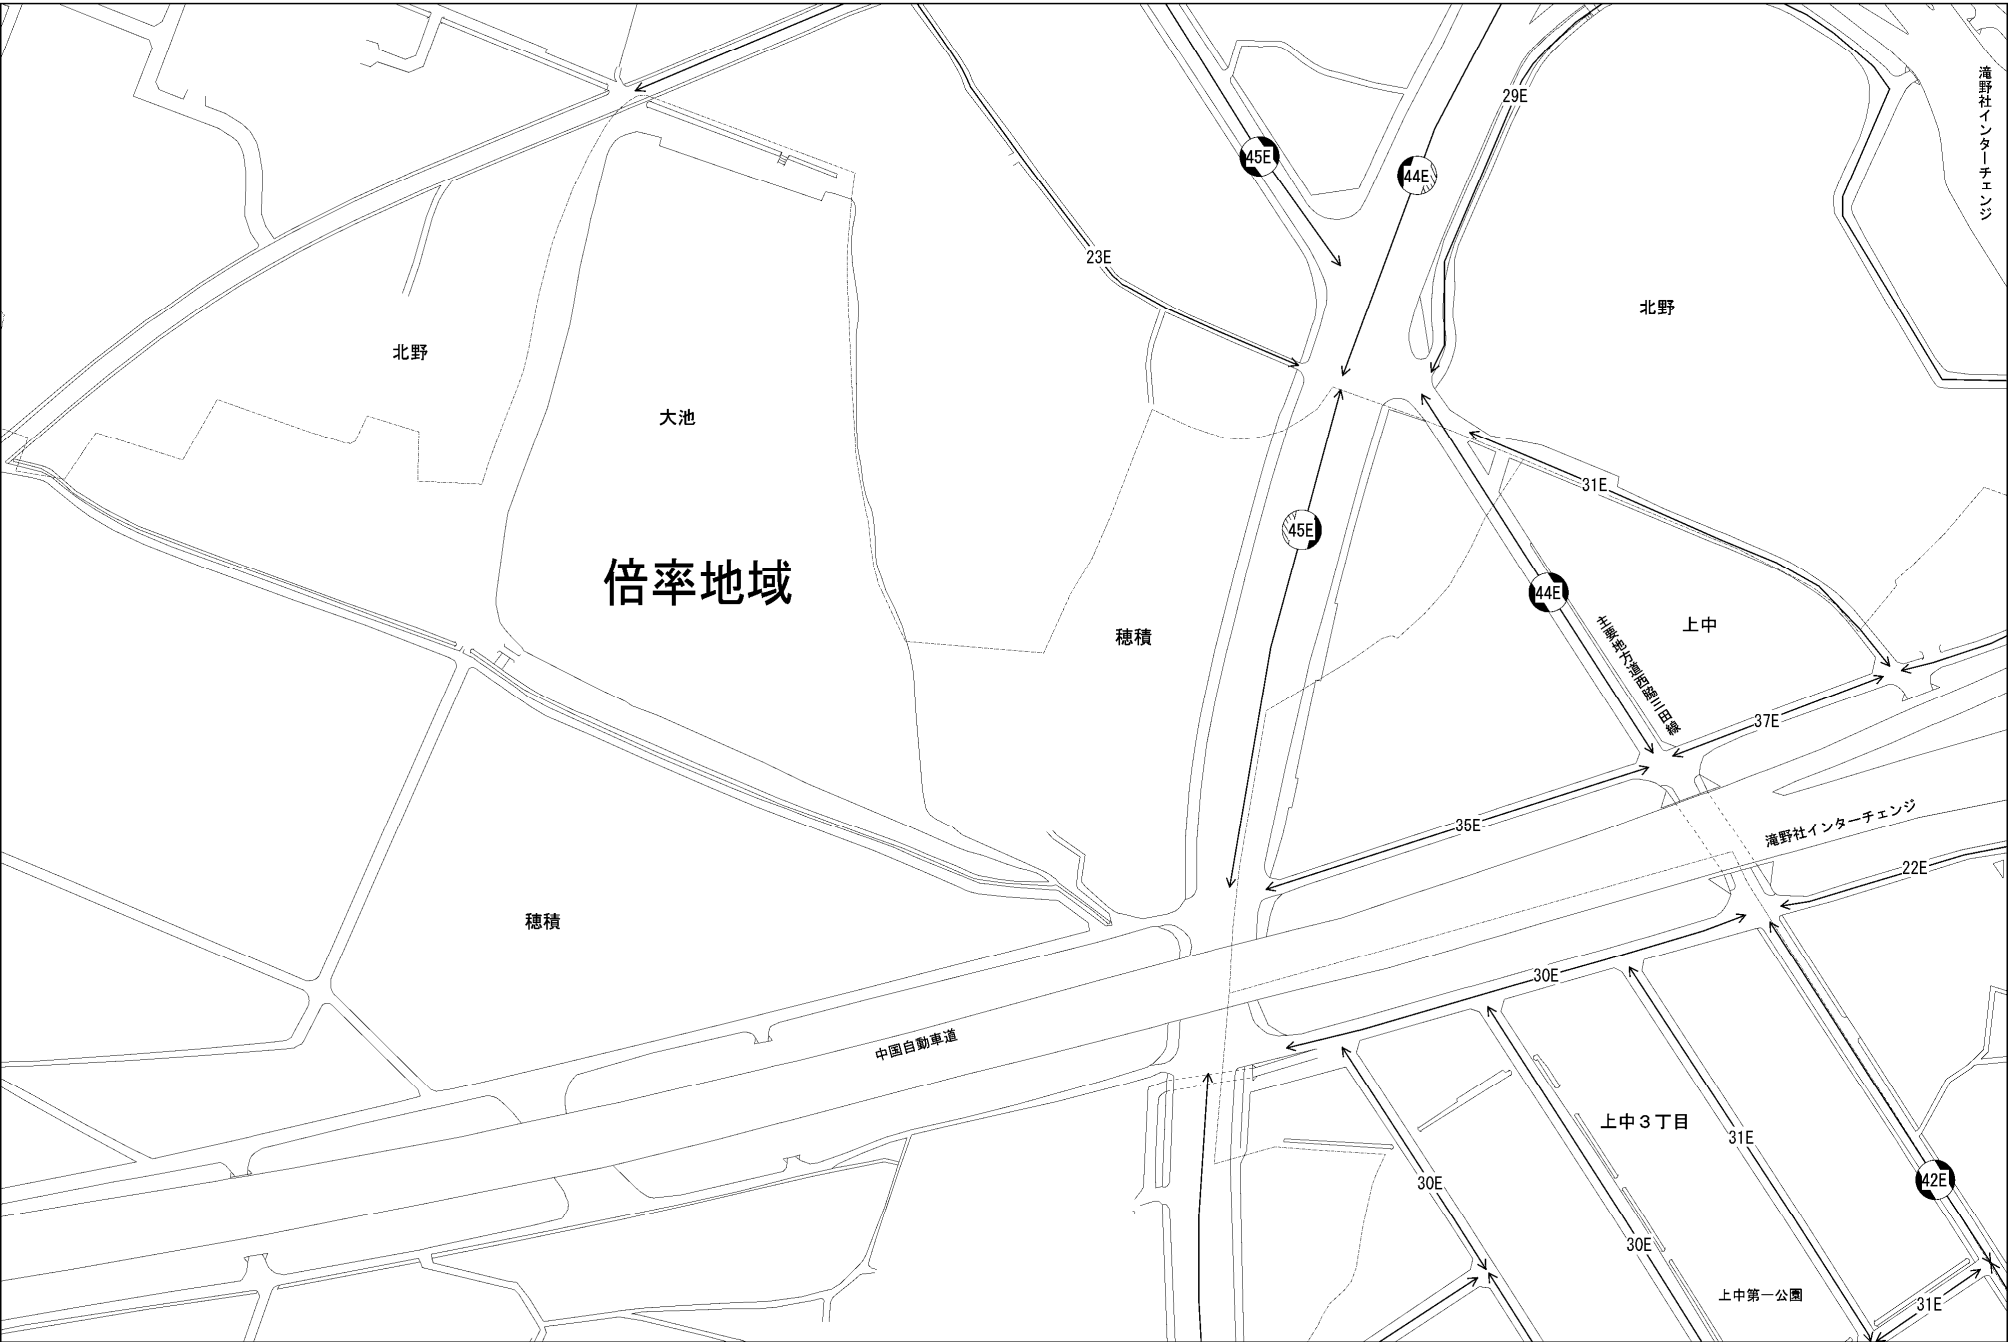 29E
滝野社インターチェンジ
45E
44E
23E
北野
北野
大池
31E
45E
倍率地域
44E
穂積
上中
主要地方道西脇三田線
37E
35E
滝野社インターチェンジ
22E
穂積
30E
中国自動車道
上中3丁目
31E
30E
42E
30E
上中第一公園
31E